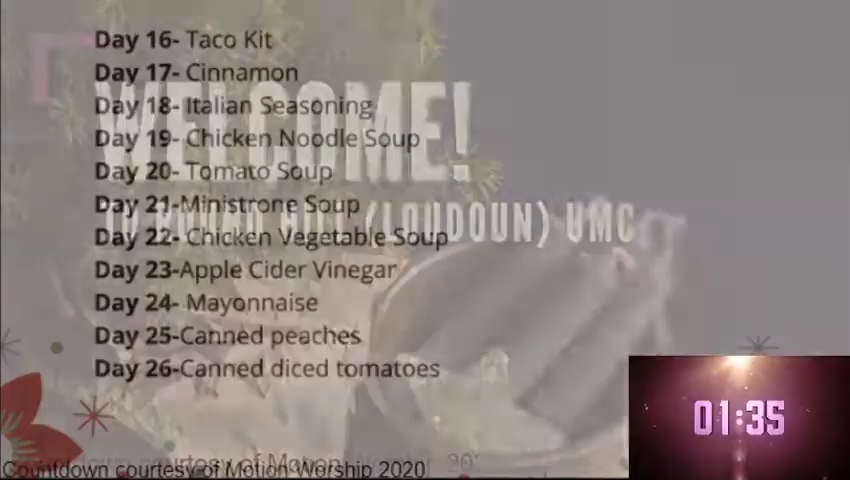 Day 16- Taco Kit
Day 17- Cinnamon
WELCOME!
Day 18- Italian Seasoning
Day 19- Chicken Noodle Soup
Day 20- Tomato Soup
Day 21-Ministrone Soup
(LOUDOUN) UMC
Day 22- Chicken Vegetable Soup
Day 23-Apple Cider Vinegar
Day 24- Mayonnaise
Day 25-Canned peaches
Day 26-Canned diced tomatoes
01:35
Countdown courtesy of Motion Worship 2020